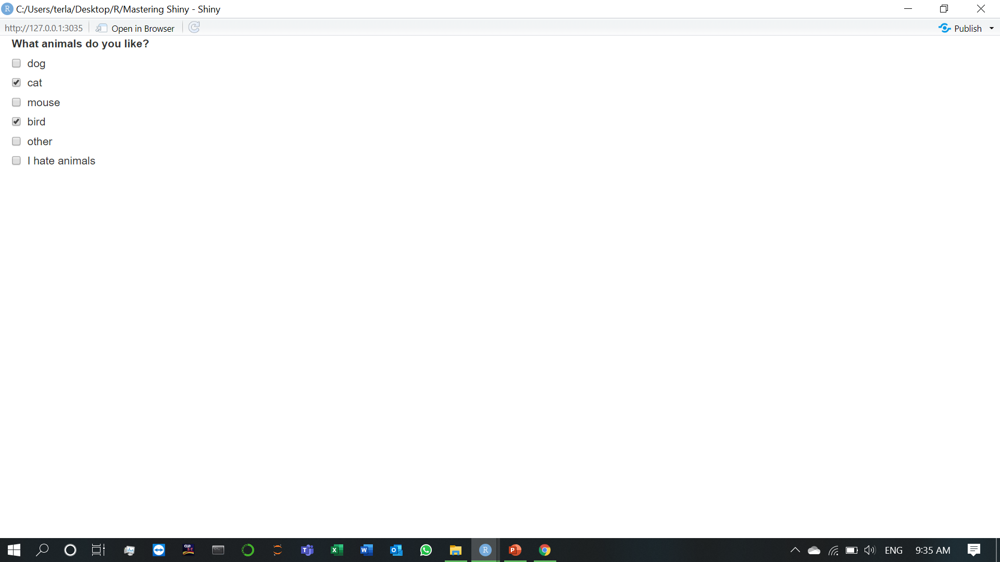 C:/Users/terla/Desktop/R/Mastering Shiny - Shiny
http://127.0.0.1:3035 Open in Browser Publish
What animals do you like?
dog
cat
mouse
bird
other
I hate animals
ENG 9:35 AM